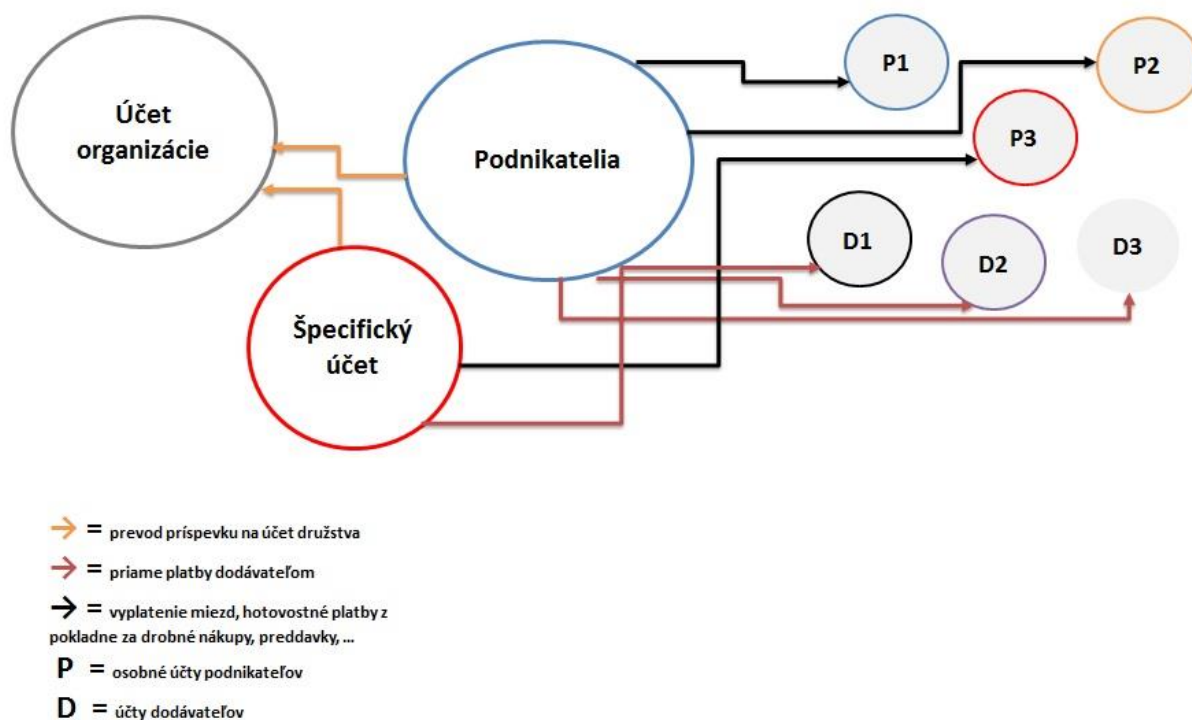 Účet
organizácie
Podnikatelia
P1
P2
P3
D1
D2
D3
Špecifický
účet
= prevod príspevku na účet družstva
= priame platby dodávateľom
= vyplatenie miezd, hotovostné platby z
pokladne za drobné nákupy, preddavky, ...
P = osobné účty podnikateľov
D = účty dodávateľov